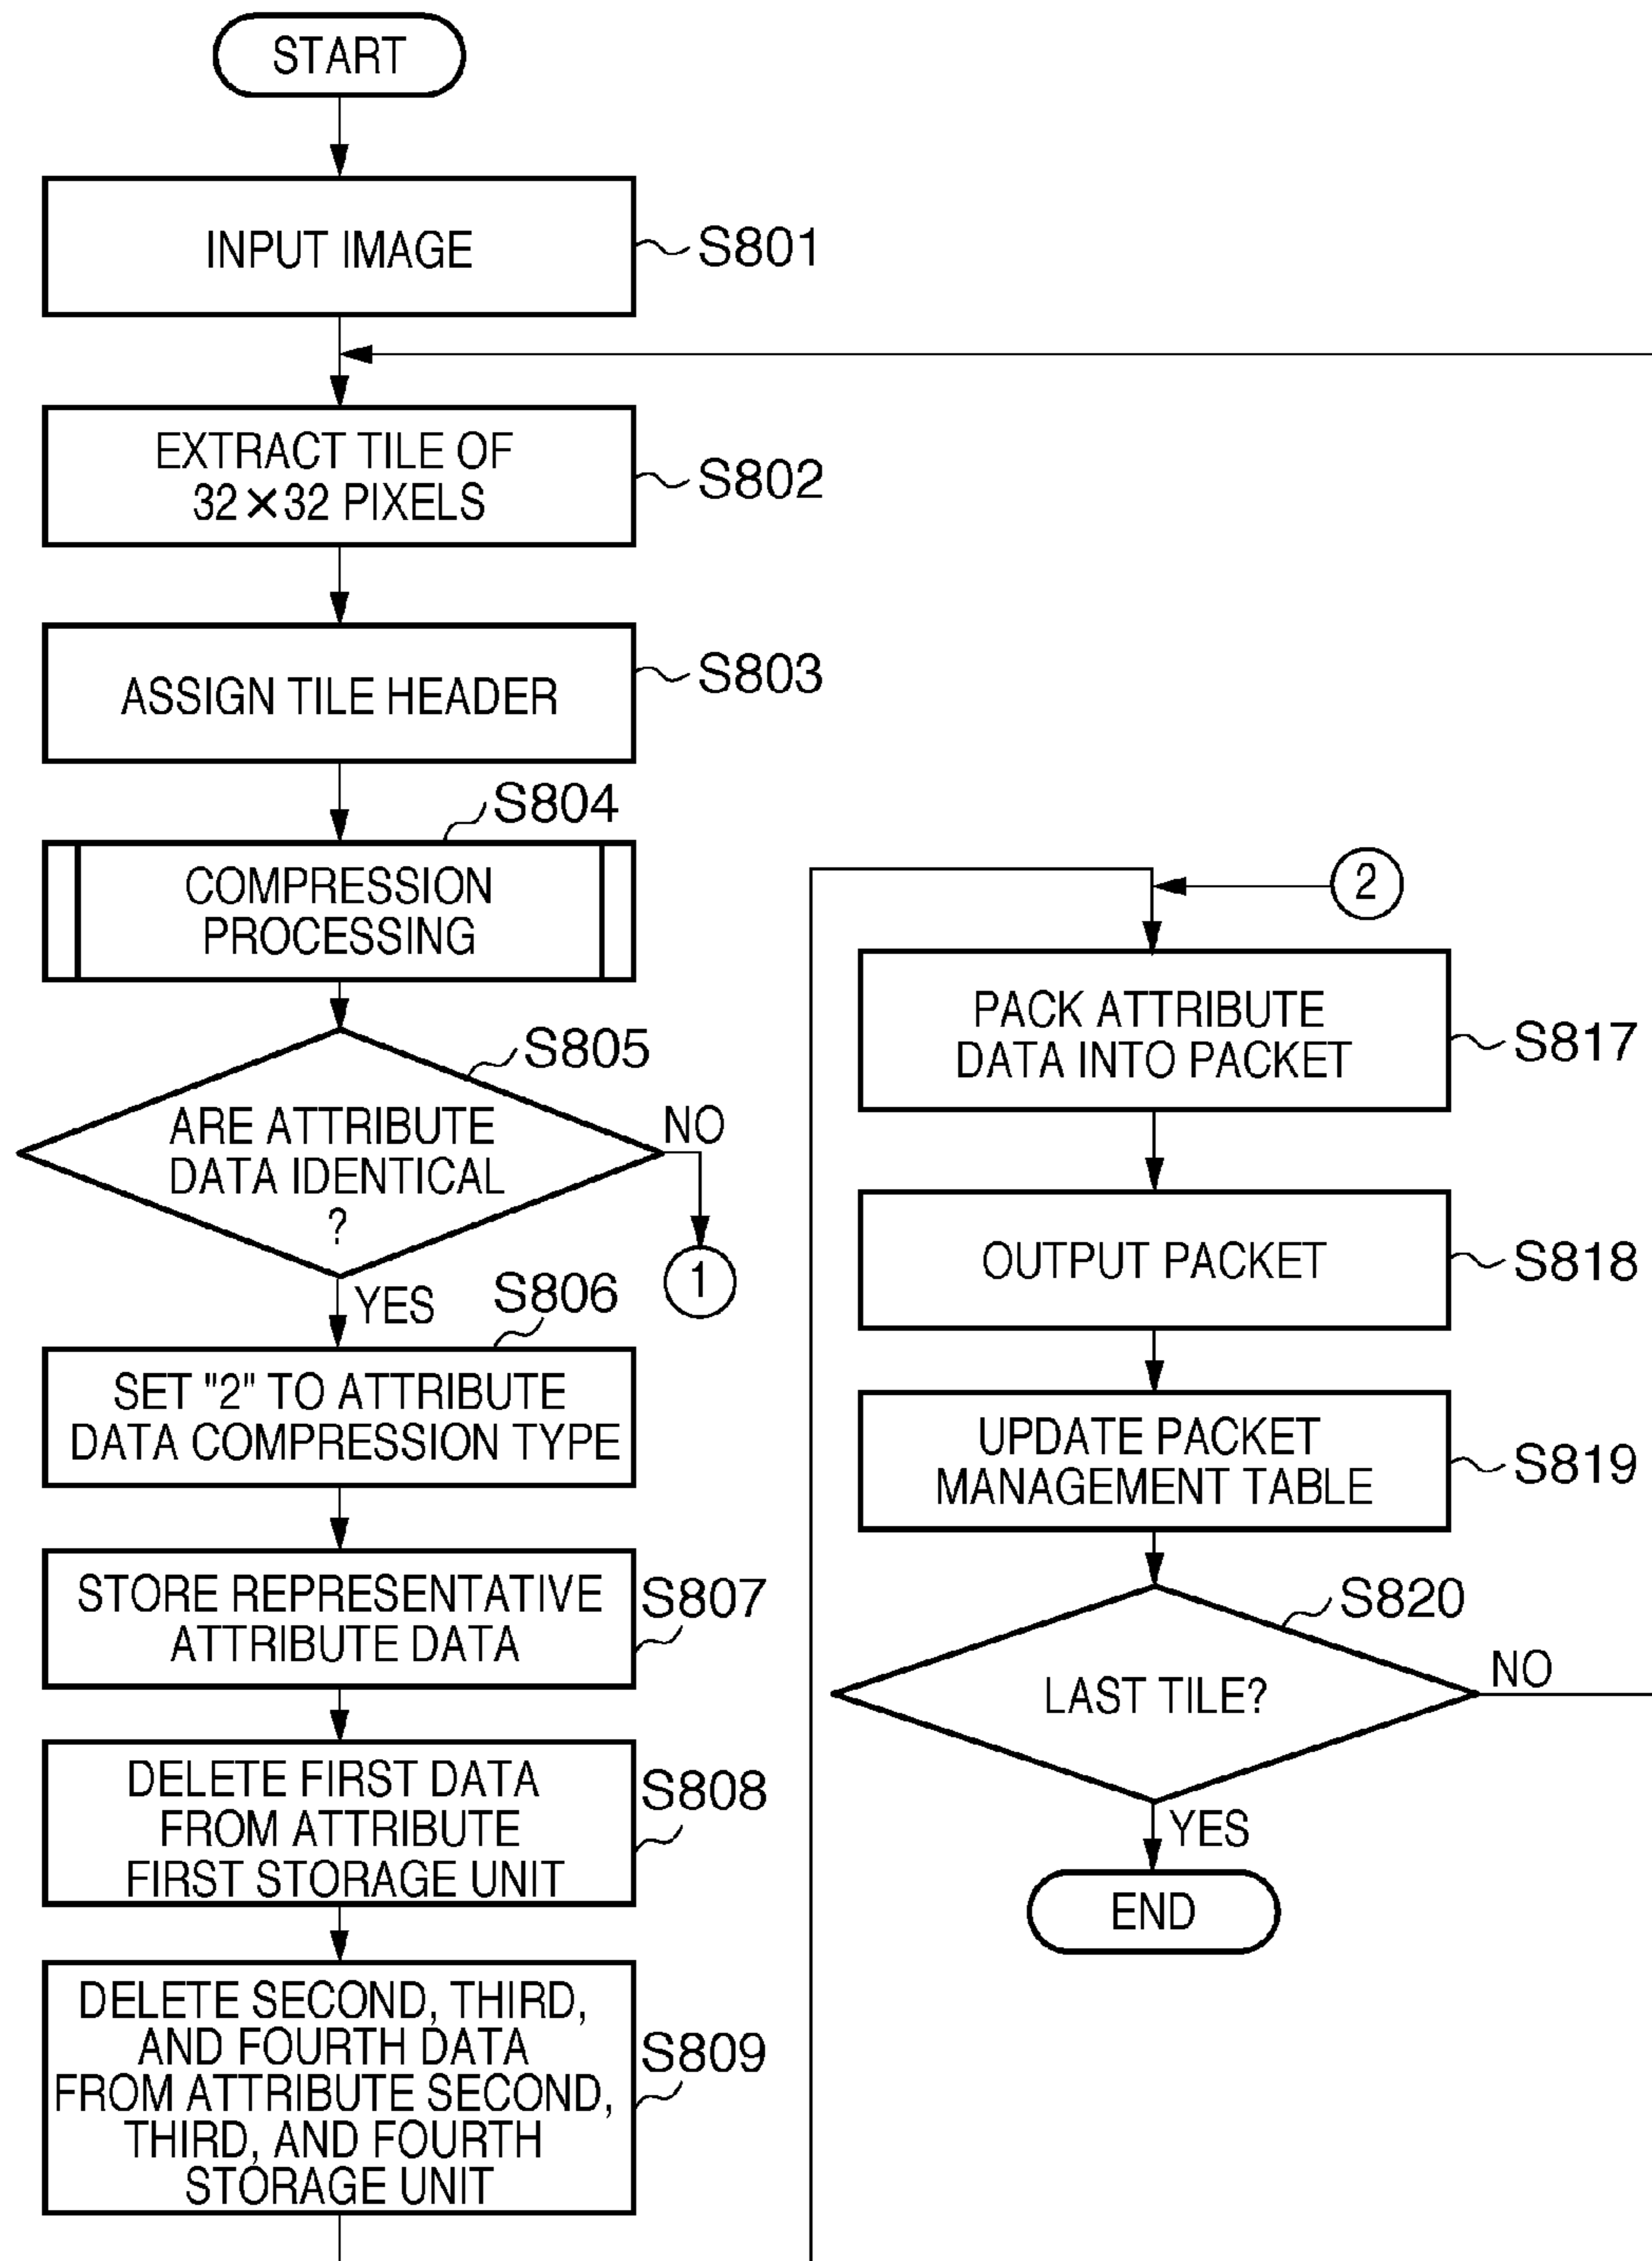 START
INPUT IMAGE
S801
EXTRACT TILE OF
32×32 PIXELS
S802
ASSIGN TILE HEADER
S803
S804
COMPRESSION
PROCESSING
S805
ARE ATTRIBUTE
DATA IDENTICAL
?
NO
1
YES
S806
SET "2" TO ATTRIBUTE
DATA COMPRESSION TYPE
STORE REPRESENTATIVE
ATTRIBUTE DATA
S807
DELETE FIRST DATA
FROM ATTRIBUTE
FIRST STORAGE UNIT
S808
DELETE SECOND, THIRD,
AND FOURTH DATA
FROM ATTRIBUTE SECOND,
THIRD, AND FOURTH
STORAGE UNIT
S809
2
PACK ATTRIBUTE
DATA INTO PACKET
S817
OUTPUT PACKET
S818
UPDATE PACKET
MANAGEMENT TABLE
S819
S820
LAST TILE?
NO
YES
END